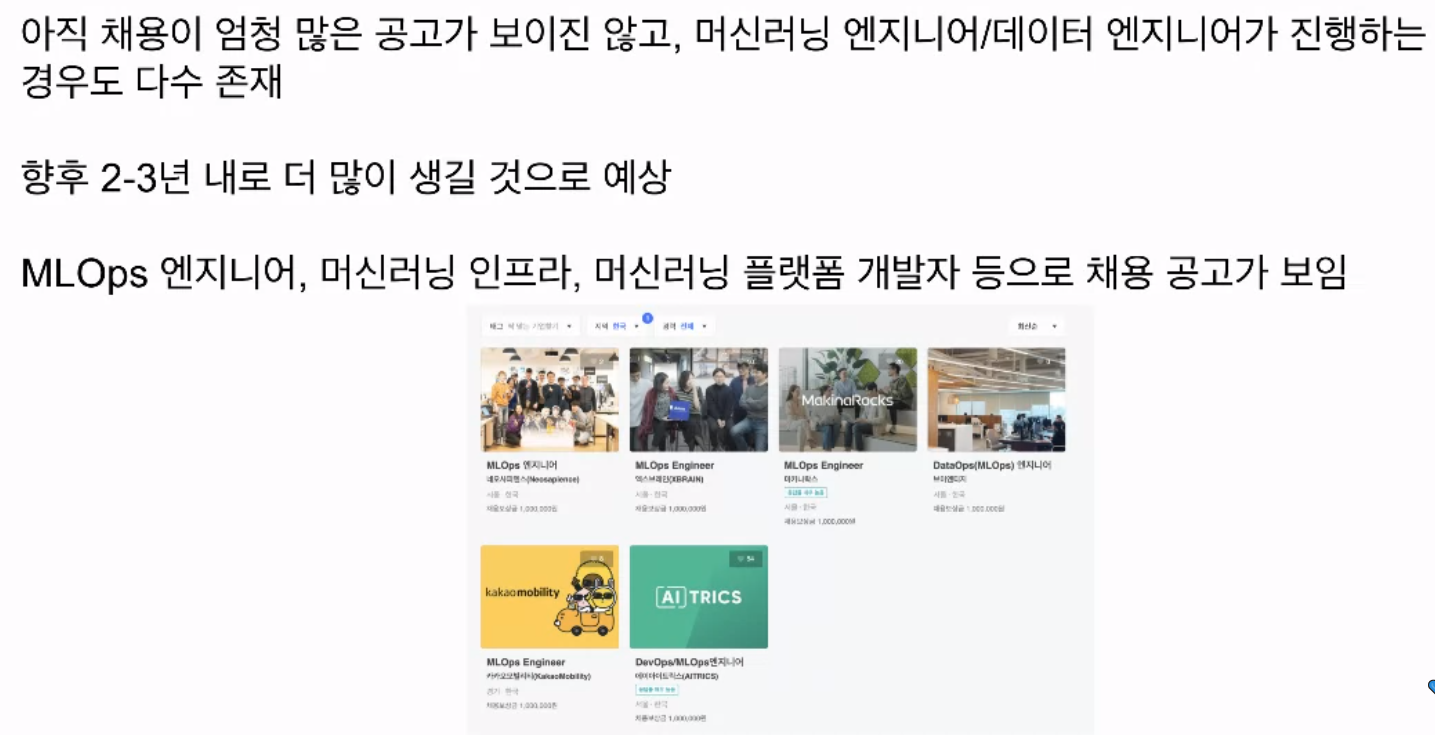 아직 채용이 엄청 많은 공고가 보이진 않고, 머신러닝 엔지니어/데이터 엔지니어가 진행하는
경우도 다수 존재
향후 2-3년 내로 더 많이 생길 것으로 예상
MLOps 엔지니어, 머신러닝 인프라, 머신러닝 플랫폼 개발자 등으로 채용 공고가 보임
태그 지역 한국 경력 전체 최신순
MakinaRocks
MLOps 엔지니어
네오사피엔스(Neosapience)
서울 · 한국
채용보상금 1,000,000원
MLOps Engineer
엑스브레인(XBRAIN)
서울 · 한국
채용보상금 1,000,000원
MLOps Engineer
마키나락스
서울 · 한국
채용보상금 1,000,000원
DataOps(MLOps) 엔지니어
서울 · 한국
채용보상금 1,000,000원
kakaomobility
MLOps Engineer
카카오모빌리티(KakaoMobility)
경기 · 한국
채용보상금 1,000,000원
54
AITRICS
DevOps/MLOps엔지니어
에이아이트릭스(AITRICS)
서울 · 한국
채용보상금 1,000,000원